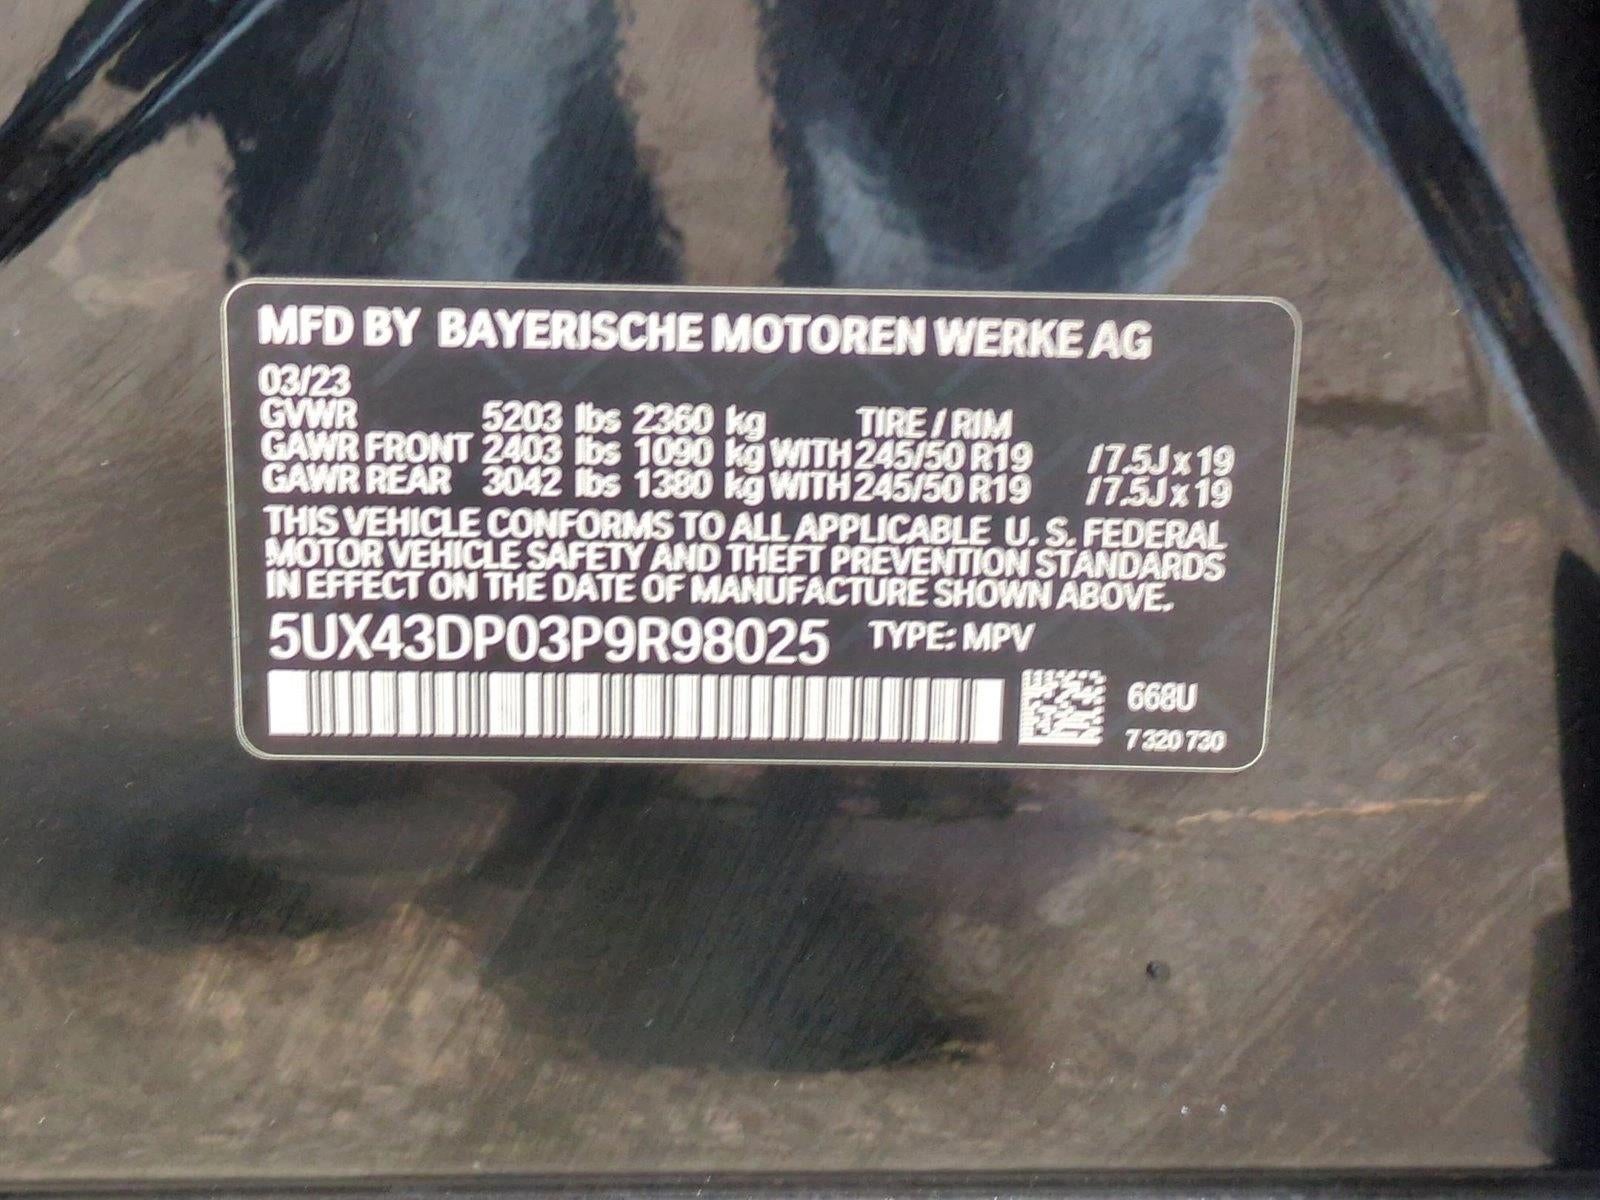 MFD BY BAYERISCHE MOTOREN WERKE AG
03/23
GVWR 5203 lbs 2360 kg TIRE / RIM
GAWR FRONT 2403 lbs 1090 kg WITH 245/50 R19 / 7.5J x 19
GAWR REAR 3042 lbs 1380 kg WITH 245/50 R19 / 7.5J x 19
THIS VEHICLE CONFORMS TO ALL APPLICABLE U. S. FEDERAL
MOTOR VEHICLE SAFETY AND THEFT PREVENTION STANDARDS
IN EFFECT ON THE DATE OF MANUFACTURE SHOWN ABOVE.
5UX43DP03P9R98025 TYPE: MPV
668U
7 320 730